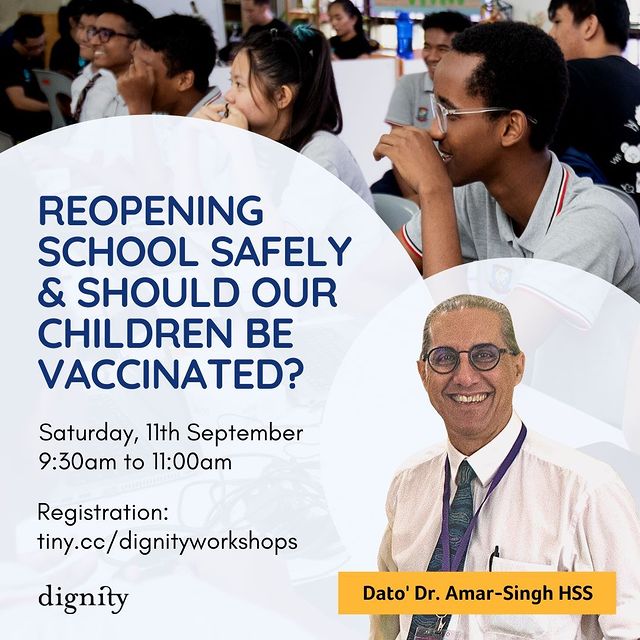 REOPENING
SCHOOL SAFELY
& SHOULD OUR
CHILDREN BE
VACCINATED?
Saturday, 11th September
9:30am to 11:00am
Registration:
tiny.cc/dignityworkshops
dignity
Dato' Dr. Amar-Singh HSS